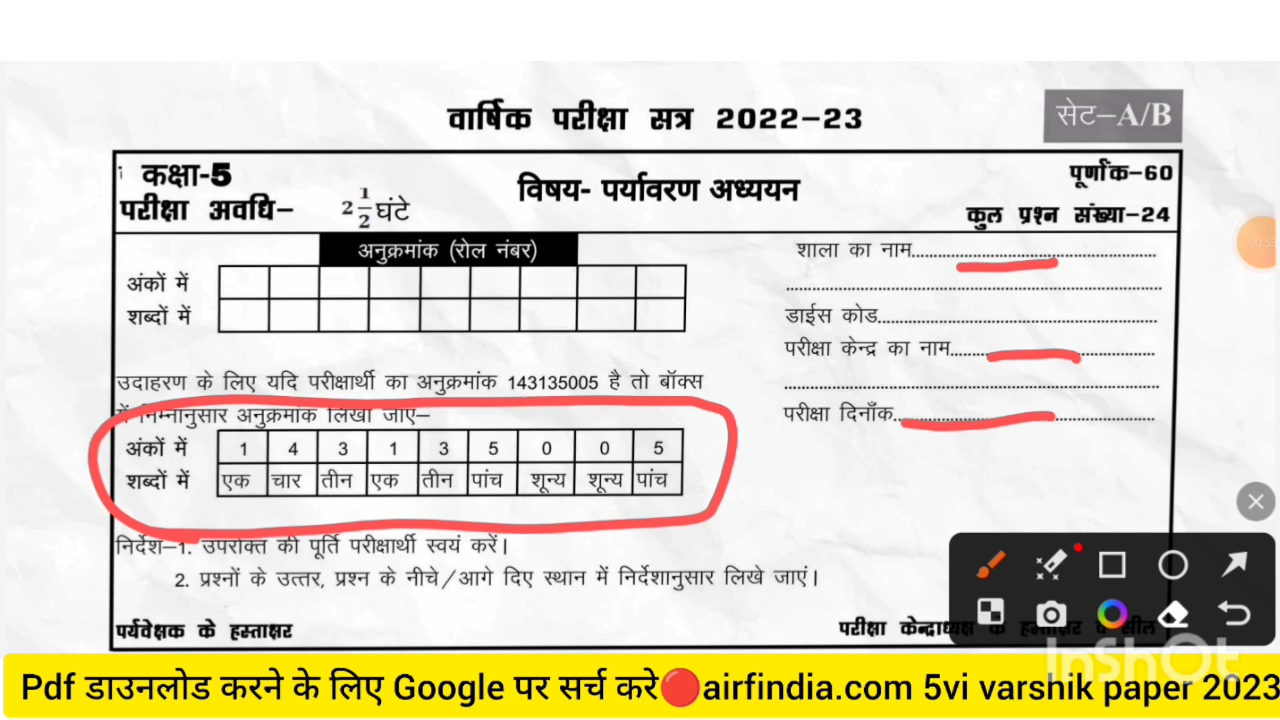 वार्षिक परीक्षा सत्र 2022-23
सेट-A/B
कक्षा-5
विषय- पर्यावरण अध्ययन
पूर्णांक-60
परीक्षा अवधि- 2 1/2 घंटे
कुल प्रश्न संख्या-24
अनुक्रमांक (रोल नंबर)
अंकों में
शब्दों में
शाला का नाम
डाईस कोड
परीक्षा केन्द्र का नाम
परीक्षा दिनाँक
उदाहरण के लिए यदि परीक्षार्थी का अनुक्रमांक 143135005 है तो बॉक्स
में निम्नानुसार अनुक्रमांक लिखा जाए-
अंकों में 1 4 3 1 3 5 0 0 5
शब्दों में एक चार तीन एक तीन पांच शून्य शून्य पांच
निर्देश-1. उपरोक्त की पूर्ति परीक्षार्थी स्वयं करें।
2. प्रश्नों के उत्तर, प्रश्न के नीचे/आगे दिए स्थान में निर्देशानुसार लिखे जाएं।
पर्यवेक्षक के हस्ताक्षर
परीक्षा केन्द्राध्यक्ष के हस्ताक्षर व सील
InShOt
Pdf डाउनलोड करने के लिए Google पर सर्च करे airfindia.com 5vi varshik paper 2023